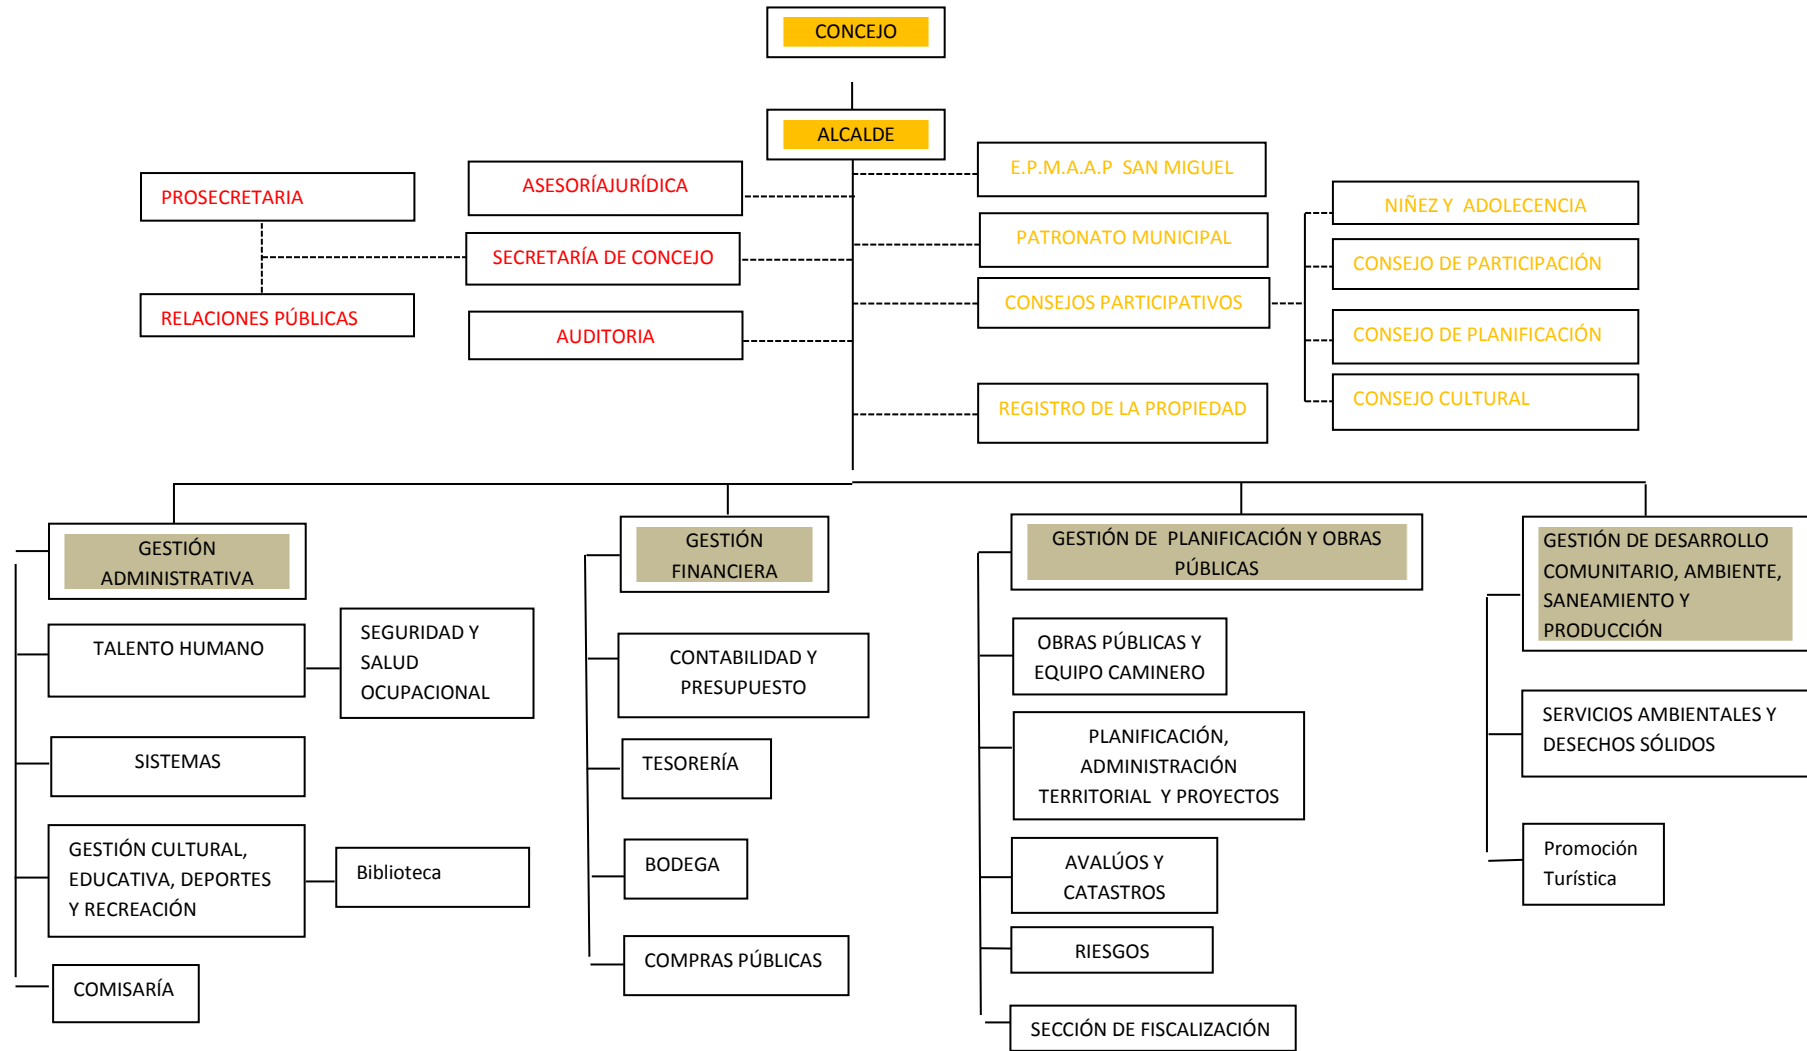 CONCEJO
ALCALDE
PROSECRETARIA
RELACIONES PÚBLICAS
ASESORÍAJURÍDICA
SECRETARÍA DE CONCEJO
AUDITORIA
E.P.M.A.A.P SAN MIGUEL
PATRONATO MUNICIPAL
CONSEJOS PARTICIPATIVOS
REGISTRO DE LA PROPIEDAD
NIÑEZ Y ADOLECENCIA
CONSEJO DE PARTICIPACIÓN
CONSEJO DE PLANIFICACIÓN
CONSEJO CULTURAL
GESTIÓN
ADMINISTRATIVA
TALENTO HUMANO
SEGURIDAD Y
SALUD
OCUPACIONAL
SISTEMAS
GESTIÓN CULTURAL,
EDUCATIVA, DEPORTES
Y RECREACIÓN
Biblioteca
COMISARÍA
GESTIÓN
FINANCIERA
CONTABILIDAD Y
PRESUPUESTO
TESORERÍA
BODEGA
COMPRAS PÚBLICAS
GESTIÓN DE PLANIFICACIÓN Y OBRAS
PÚBLICAS
OBRAS PÚBLICAS Y
EQUIPO CAMINERO
PLANIFICACIÓN,
ADMINISTRACIÓN
TERRITORIAL Y PROYECTOS
AVALÚOS Y
CATASTROS
RIESGOS
SECCIÓN DE FISCALIZACIÓN
GESTIÓN DE DESARROLLO
COMUNITARIO, AMBIENTE,
SANEAMIENTO Y
PRODUCCIÓN
SERVICIOS AMBIENTALES Y
DESECHOS SÓLIDOS
Promoción
Turística